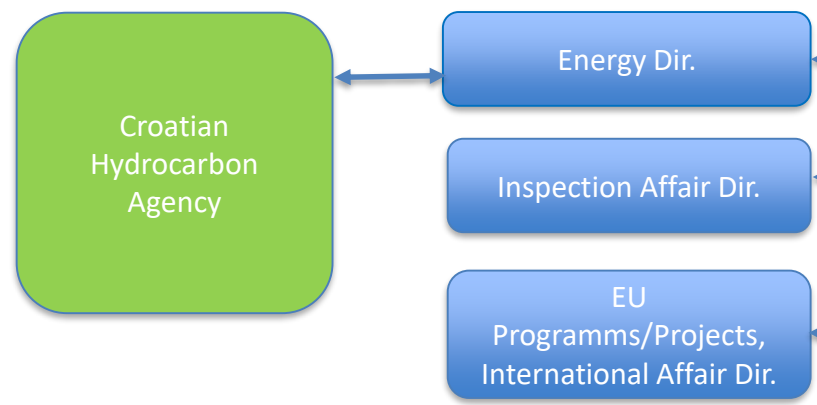 Croatian
Hydrocarbon
Agency
Energy Dir.
Inspection Affair Dir.
EU
Programms/Projects,
International Affair Dir.